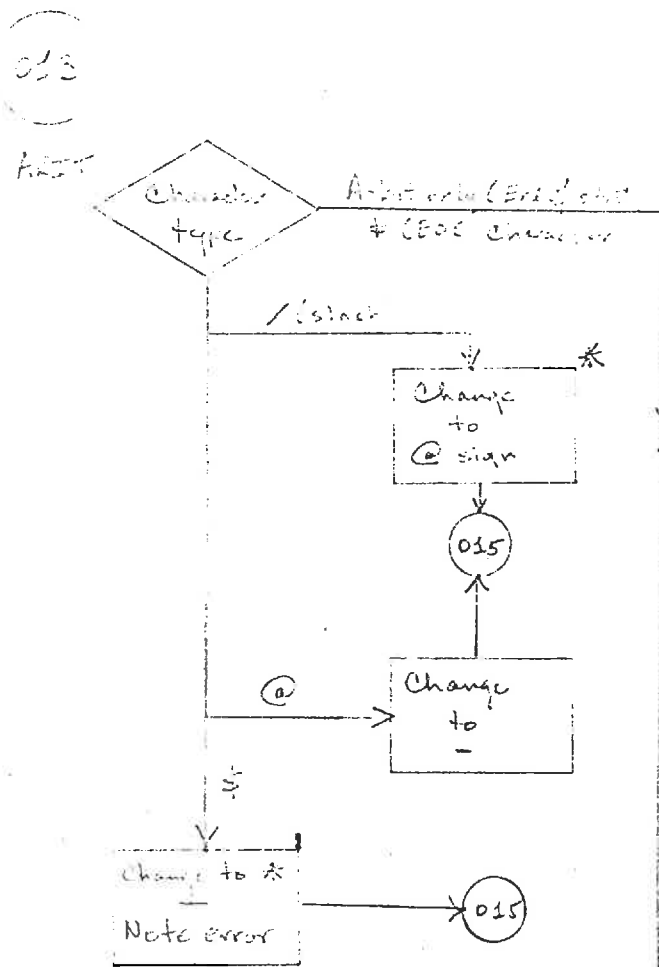 013
Character
type
/ (slash
*
Change
to
@ sign
015
@
Change
to
-
$
Change to *
Note error
015